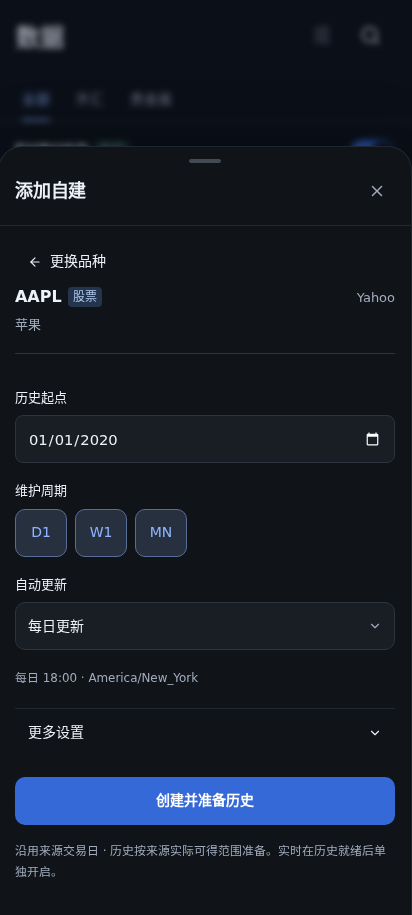 数据
添加自建
更换品种
AAPL 股票 Yahoo
苹果
历史起点
01/01/2020
维护周期
D1 W1 MN
自动更新
每日更新
每日 18:00 · America/New_York
更多设置
创建并准备历史
沿用来源交易日 · 历史按来源实际可得范围准备。实时在历史就绪后单
独开启。